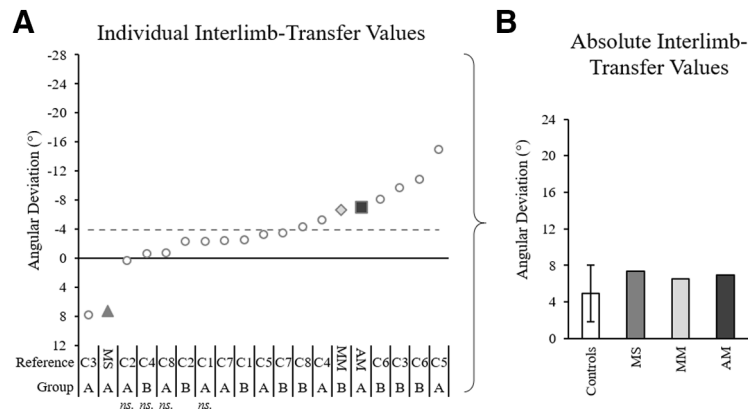 A
Individual Interlimb-Transfer Values
-28
-24
-20
-16
-12
-8
-4
0
4
8
12
Angular Deviation (°)
Reference C3 MS C2 C4 C8 C2 C1 C7 C1 C5 C7 C8 C4 MM AM C6 C3 C6 C5
Group A A A B A B A A B A B B A B A B B B A
ns. ns. ns. ns.
B
Absolute Interlimb-
Transfer Values
24
20
16
12
8
4
0
Angular Deviation (°)
Controls MS MM AM